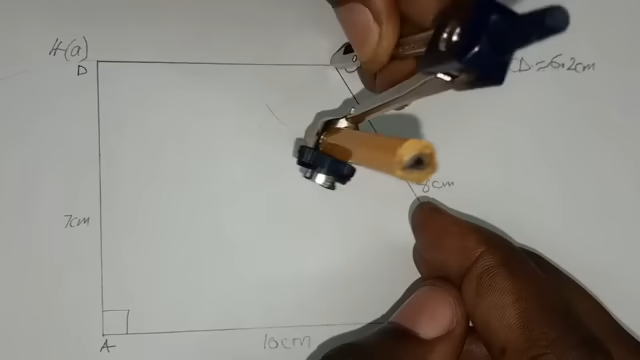 4(a)
D
CD = 6.2cm
8cm
7cm
A
10cm